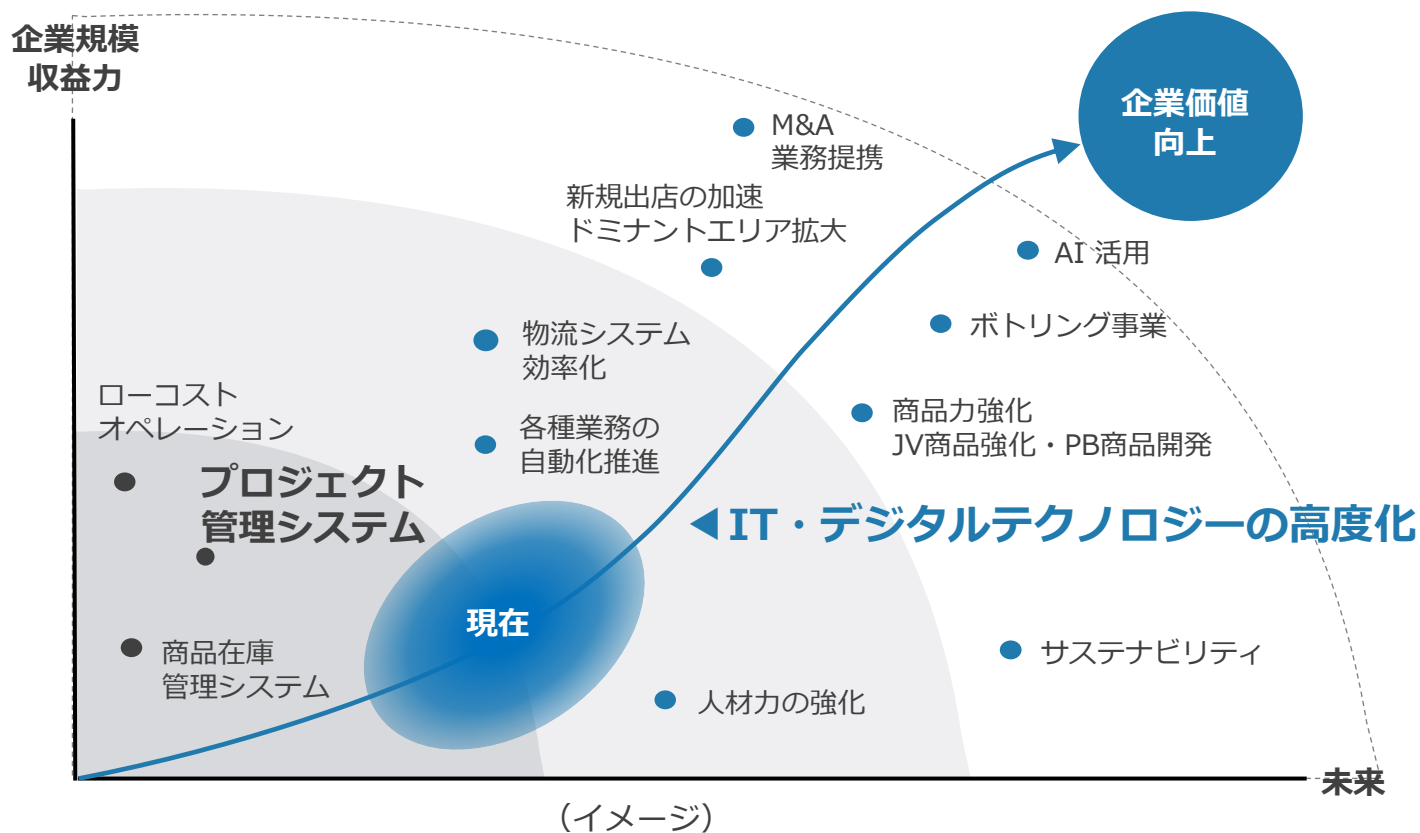 企業規模
収益力
企業価値
向上
M&A
業務提携
新規出店の加速
ドミナントエリア拡大
AI 活用
ボトリング事業
物流システム
効率化
ローコスト
オペレーション
商品力強化
JV商品強化・PB商品開発
各種業務の
自動化推進
プロジェクト
管理システム
◀IT・デジタルテクノロジーの高度化
現在
商品在庫
管理システム
サステナビリティ
人材力の強化
未来
（イメージ）